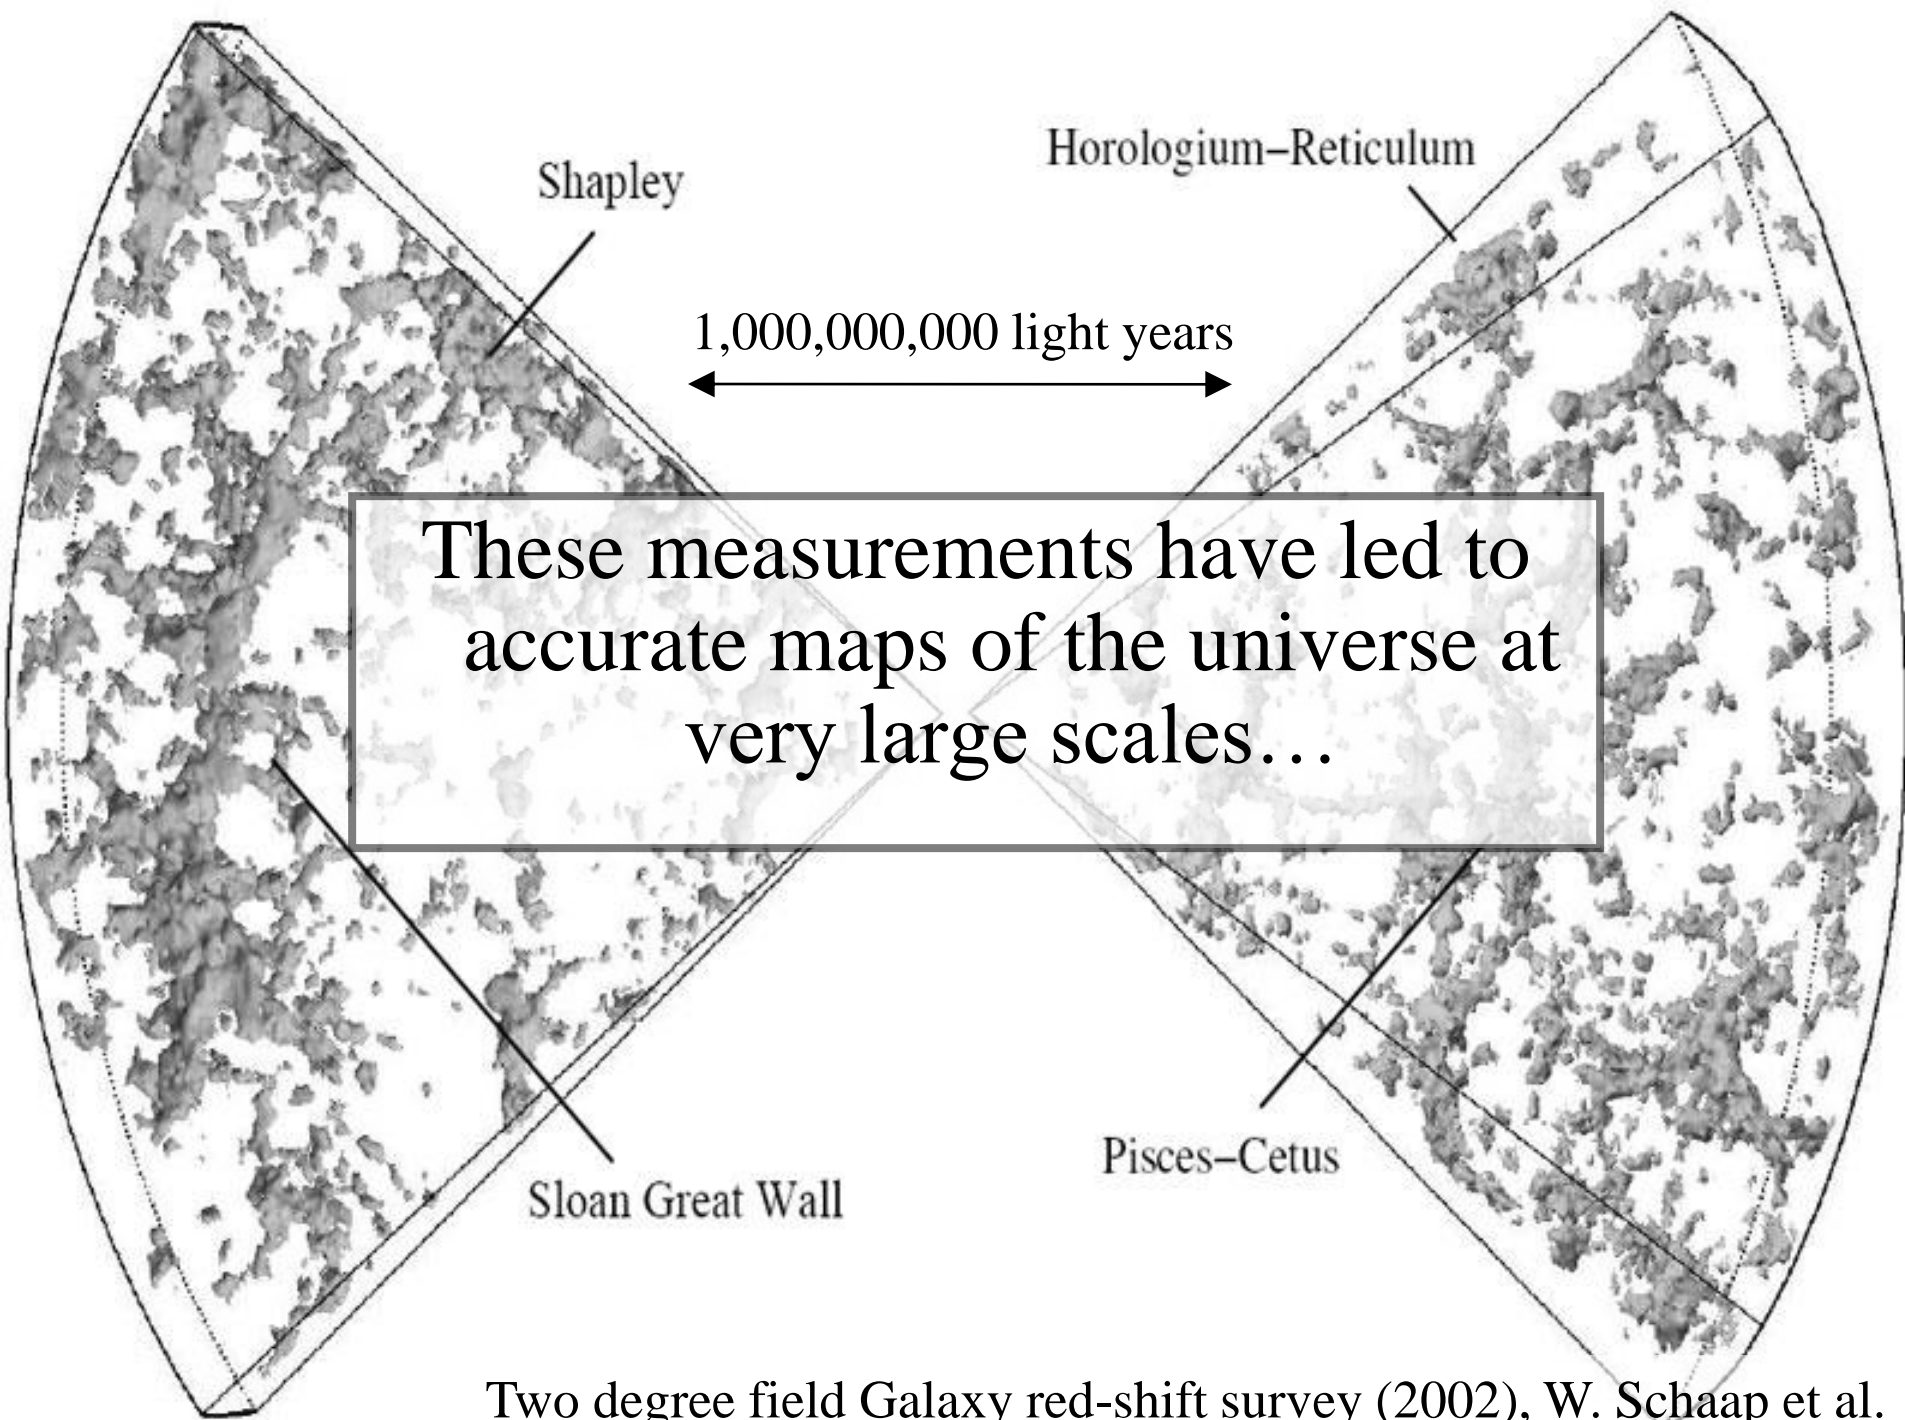 Horologium–Reticulum
Shapley
1,000,000,000 light years
These measurements have led to
accurate maps of the universe at
very large scales…
Pisces–Cetus
Sloan Great Wall
Two degree field Galaxy red-shift survey (2002), W. Schaap et al.